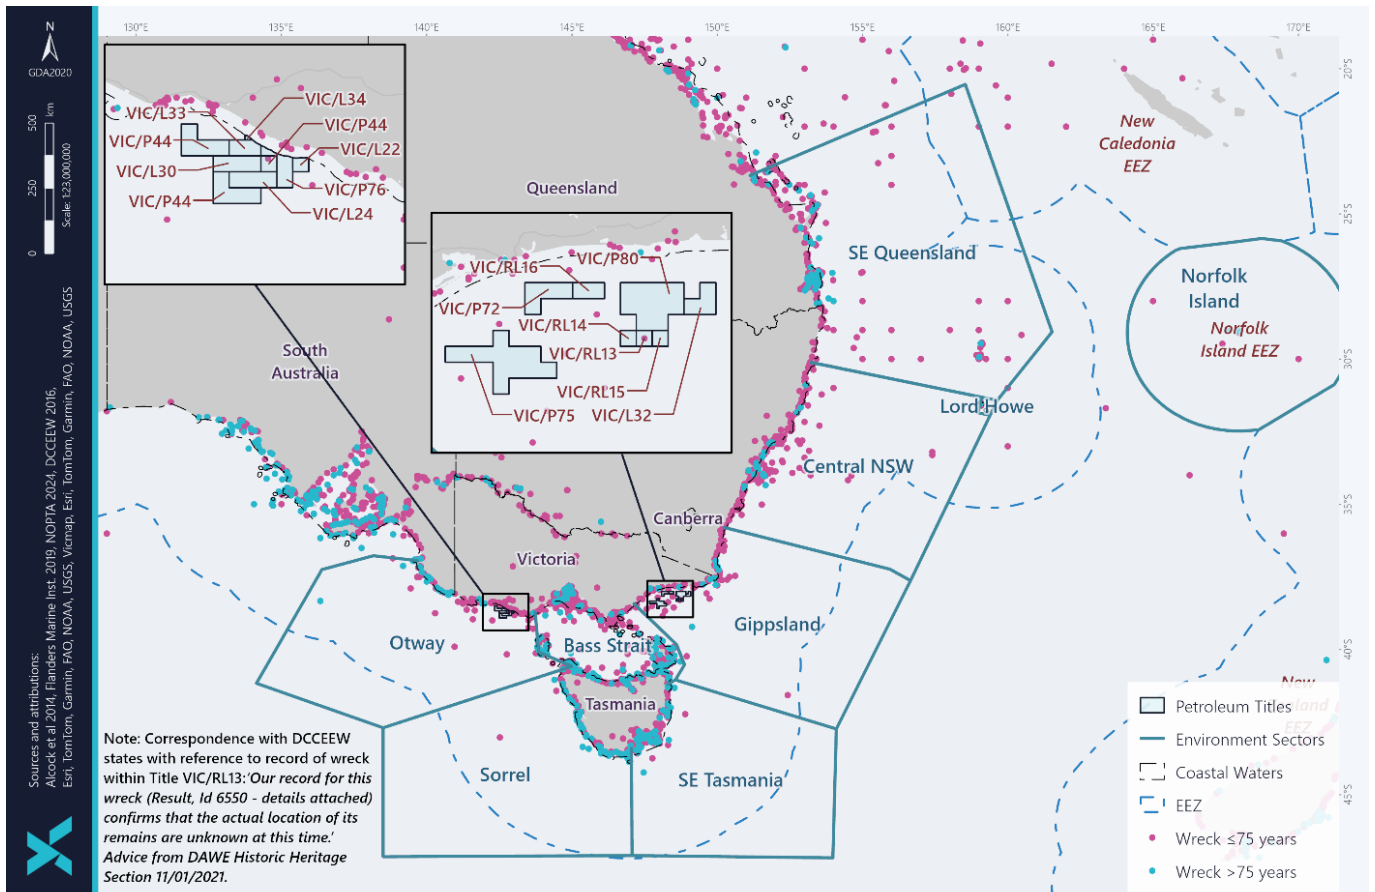 N
GDA2020
500
250
0
km
Scale: 1:23,000,000
Sources and attributions:
Alcock et al 2014, Flanders Marine Inst. 2019, NOPTA 2024, DCCEEW 2016,
Esri, TomTom, Garmin, FAO, NOAA, USGS, Vicmap, Esri, TomTom, Garmin, FAO, NOAA, USGS
130°E
135°E
140°E
145°E
150°E
155°E
160°E
165°E
170°E
20°S
25°S
30°S
35°S
40°S
45°S
VIC/L34
VIC/L33
VIC/P44
VIC/P44
VIC/L22
VIC/L30
VIC/P76
VIC/P44
VIC/L24
VIC/P80
VIC/RL16
VIC/P72
VIC/RL14
VIC/RL13
VIC/RL15
VIC/P75
VIC/L32
Queensland
South
Australia
Victoria
Canberra
Tasmania
New
Caledonia
EEZ
SE Queensland
Norfolk
Island
Norfolk
Island EEZ
Lord Howe
Central NSW
Gippsland
Otway
Bass Strait
Sorrel
SE Tasmania
New
EEZ
Note: Correspondence with DCCEEW
states with reference to record of wreck
within Title VIC/RL13:'Our record for this
wreck (Result, Id 6550 - details attached)
confirms that the actual location of its
remains are unknown at this time.'
Advice from DAWE Historic Heritage
Section 11/01/2021.
Petroleum Titles
Environment Sectors
Coastal Waters
EEZ
Wreck ≤75 years
Wreck >75 years